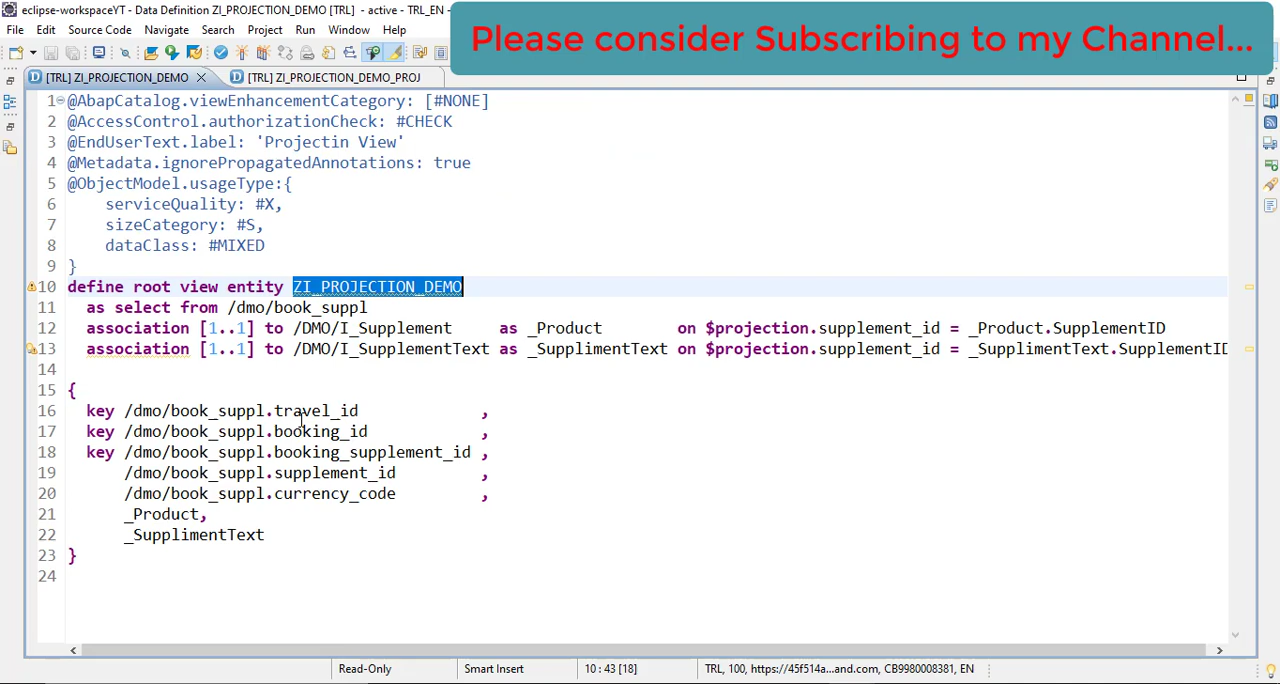 eclipse-workspaceYT - Data Definition ZI_PROJECTION_DEMO [TRL] - active - TRL_EN
Please consider Subscribing to my Channel...
File Edit Source Code Navigate Search Project Run Window Help
[TRL] ZI_PROJECTION_DEMO [TRL] ZI_PROJECTION_DEMO_PROJ
1 @AbapCatalog.viewEnhancementCategory: [#NONE]
2 @AccessControl.authorizationCheck: #CHECK
3 @EndUserText.label: 'Projectin View'
4 @Metadata.ignorePropagatedAnnotations: true
5 @ObjectModel.usageType:{
6 serviceQuality: #X,
7 sizeCategory: #S,
8 dataClass: #MIXED
9 }
10 define root view entity ZI_PROJECTION_DEMO
11 as select from /dmo/book_suppl
12 association [1..1] to /DMO/I_Supplement as _Product on $projection.supplement_id = _Product.SupplementID
13 association [1..1] to /DMO/I_SupplementText as _SupplimentText on $projection.supplement_id = _SupplimentText.SupplementID
14
15 {
16 key /dmo/book_suppl.travel_id ,
17 key /dmo/book_suppl.booking_id ,
18 key /dmo/book_suppl.booking_supplement_id ,
19 /dmo/book_suppl.supplement_id ,
20 /dmo/book_suppl.currency_code ,
21 _Product,
22 _SupplimentText
23 }
24
Read-Only Smart Insert 10 : 43 [18] TRL, 100, https://45f514a...and.com, CB9980008381, EN